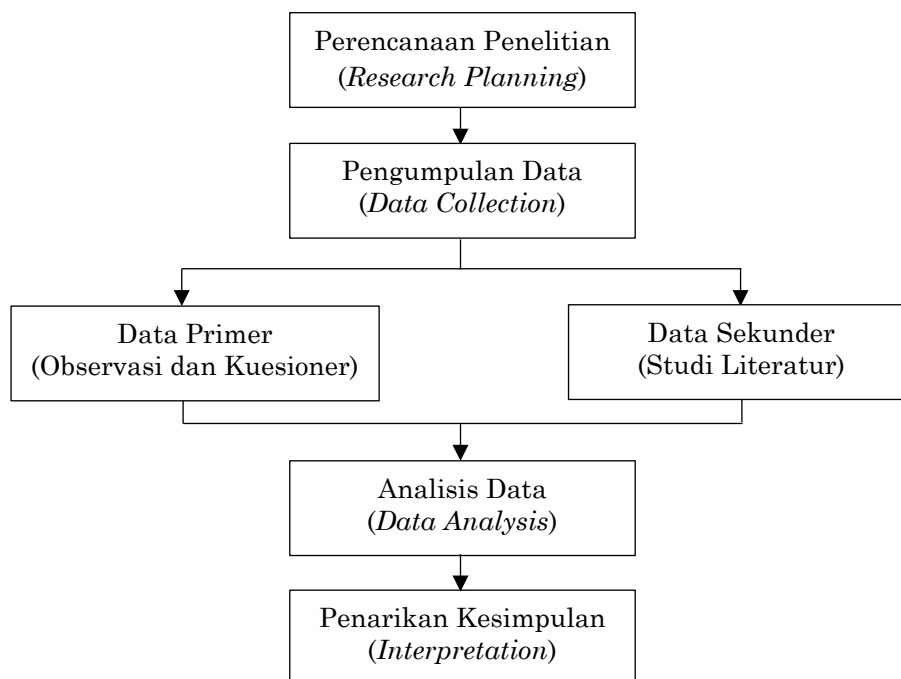 Perencanaan Penelitian
(Research Planning)
Pengumpulan Data
(Data Collection)
Data Primer
(Observasi dan Kuesioner)
Data Sekunder
(Studi Literatur)
Analisis Data
(Data Analysis)
Penarikan Kesimpulan
(Interpretation)